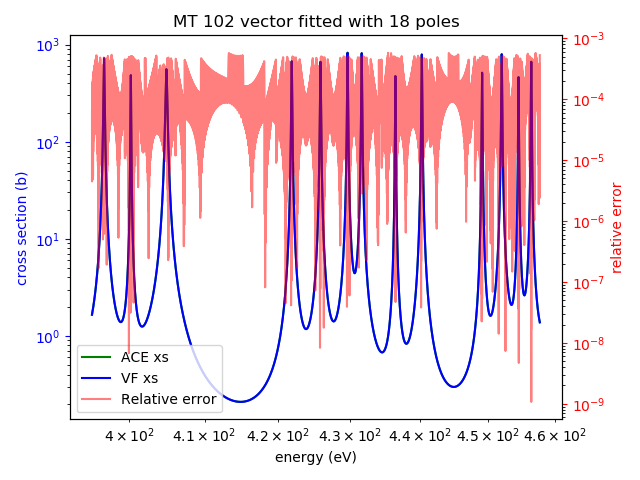 MT 102 vector fitted with 18 poles
10³
10²
10¹
10⁰
cross section (b)
10⁻³
10⁻⁴
10⁻⁵
10⁻⁶
10⁻⁷
10⁻⁸
10⁻⁹
relative error
ACE xs
VF xs
Relative error
4 × 10² 4.1 × 10² 4.2 × 10² 4.3 × 10² 4.4 × 10² 4.5 × 10² 4.6 × 10²
energy (eV)